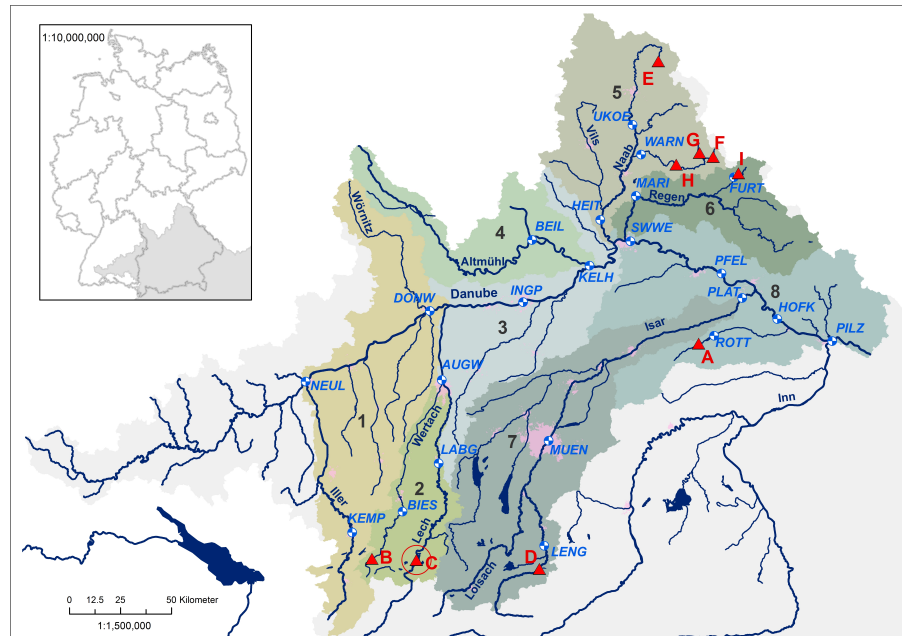 1:10,000,000
E
5
UKOB
Vils
WARN
G
F
Naab
H
I
FURT
MARI
Regen
6
Wörnitz
HEIT
BEIL
4
SWWE
Altmühl
KELH
PFEL
Danube
INGP
PLAT
8
DONW
HOFK
3
Isar
PILZ
ROTT
A
AUGW
NEUL
Inn
1
Wertach
7
LABG
MUEN
2
Iller
BIES
KEMP
Lech
B
C
D
LENG
Loisach
0 12.5 25 50 Kilometer
1:1,500,000